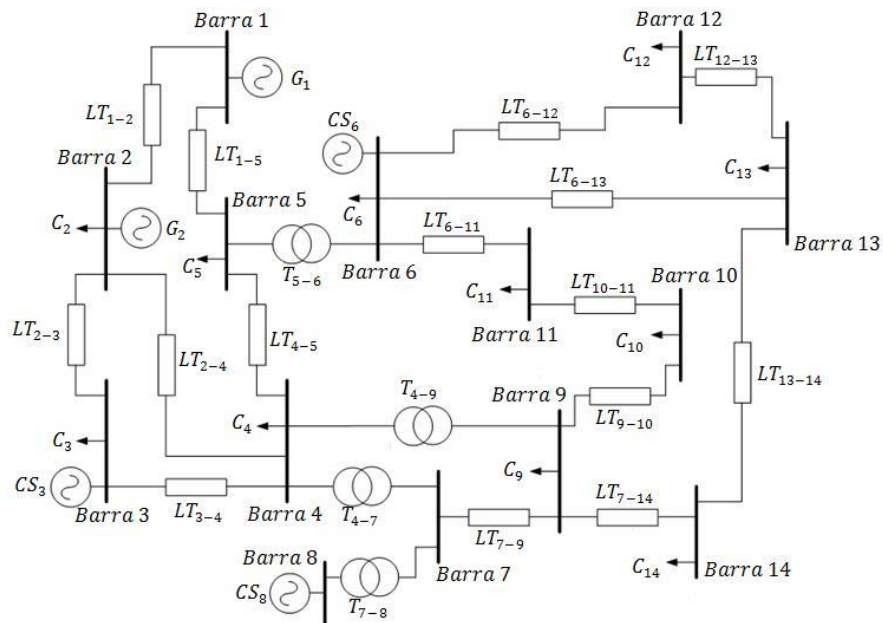 Barra 1
Barra 12
C12
LT12−13
G1
LT1−2
CS6
LT6−12
LT1−5
Barra 2
C13
LT6−13
Barra 5
C6
C2
G2
LT6−11
C5
T5−6
Barra 6
Barra 13
Barra 10
LT10−11
C11
LT2−3
LT4−5
Barra 11
C10
LT2−4
LT13−14
T4−9
Barra 9
C4
LT9−10
C3
C9
LT7−14
CS3
Barra 3
LT3−4
Barra 4
T4−7
LT7−9
Barra 8
Barra 7
C14
Barra 14
CS8
T7−8